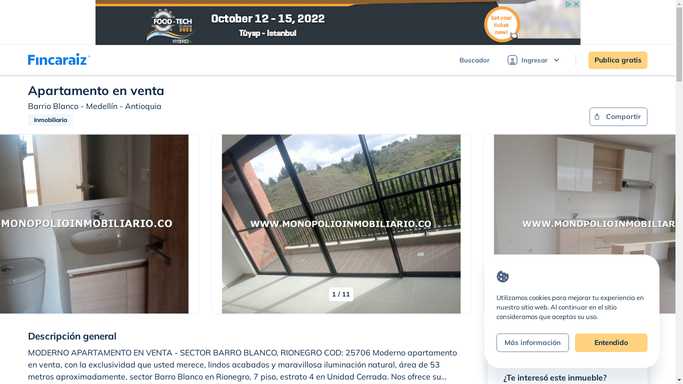 FOOD-TECH
October 12 - 15, 2022
Tüyap - Istanbul
Get your
ticket
now!
Fincaraiz
Buscador
Ingresar
Publica gratis
Apartamento en venta
Barrio Blanco - Medellín - Antioquia
Inmobiliaria
Compartir
MONOPOLIOINMOBILIARIO.CO
WWW.MONOPOLIOINMOBILIARIO.CO
WWW.MONOPOLIOINMOBILIAR
1 / 11
Utilizamos cookies para mejorar tu experiencia en
nuestro sitio web. Al continuar en el sitio
consideramos que aceptas su uso.
Más información
Entendido
Descripción general
MODERNO APARTAMENTO EN VENTA - SECTOR BARRO BLANCO, RIONEGRO COD: 25706 Moderno apartamento
en venta, con la exclusividad que usted merece, lindos acabados y maravillosa iluminación natural, área de 53
metros aproximadamente, sector Barro Blanco en Rionegro, 7 piso, estrato 4 en Unidad Cerrada. Nos ofrece su...
¿Te interesó este inmueble?